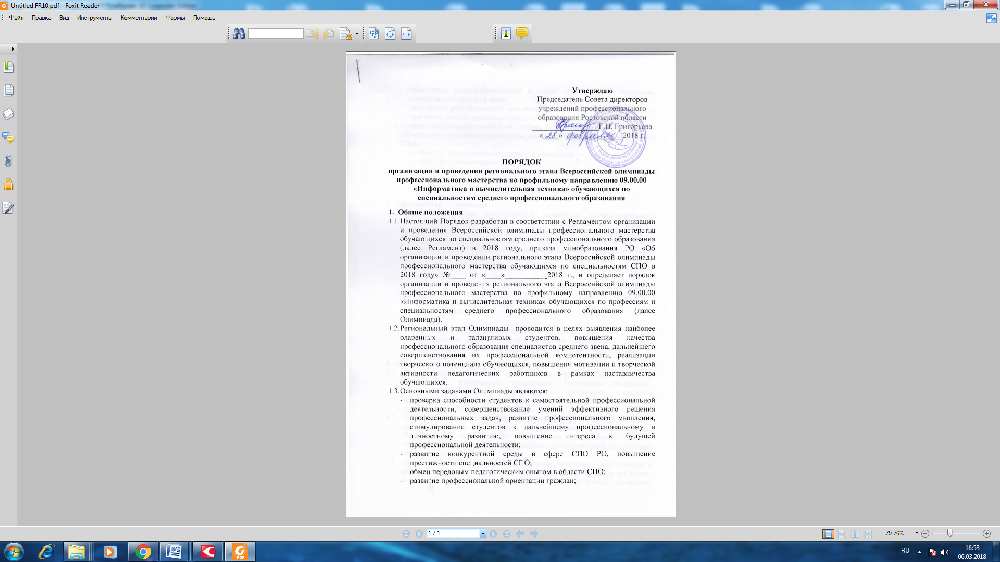 Untitled.FR10.pdf - Foxit Reader
Файл Правка Вид Инструменты Комментарии Формы Помощь
Утверждаю
Председатель Совета директоров
учреждений профессионального
образования Ростовской области
Г.Н. Григорьева
« 28 » февраля 2018 г.
ПОРЯДОК
организации и проведения регионального этапа Всероссийской олимпиады
профессионального мастерства по профильному направлению 09.00.00
«Информатика и вычислительная техника» обучающихся по
специальностям среднего профессионального образования
1. Общие положения
1.1.Настоящий Порядок разработан в соответствии с Регламентом организации
и проведения Всероссийской олимпиады профессионального мастерства
обучающихся по специальностям среднего профессионального образования
(далее Регламент) в 2018 году, приказа минобразования РО «Об
организации и проведении регионального этапа Всероссийской олимпиады
профессионального мастерства обучающихся по специальностям СПО в
2018 году» №____ от «____»___________2018 г., и определяет порядок
организации и проведения регионального этапа Всероссийской олимпиады
профессионального мастерства по профильному направлению 09.00.00
«Информатика и вычислительная техника» обучающихся по профессиям и
специальностям среднего профессионального образования (далее
Олимпиада).
1.2.Региональный этап Олимпиады проводится в целях выявления наиболее
одаренных и талантливых студентов, повышения качества
профессионального образования специалистов среднего звена, дальнейшего
совершенствования их профессиональной компетентности, реализации
творческого потенциала обучающихся, повышения мотивации и творческой
активности педагогических работников в рамках наставничества
обучающихся.
1.3.Основными задачами Олимпиады являются:
- проверка способности студентов к самостоятельной профессиональной
деятельности, совершенствование умений эффективного решения
профессиональных задач, развитие профессионального мышления,
стимулирование студентов к дальнейшему профессиональному и
личностному развитию, повышение интереса к будущей
профессиональной деятельности;
- развитие конкурентной среды в сфере СПО РО, повышение
престижности специальностей СПО;
- обмен передовым педагогическим опытом в области СПО;
- развитие профессиональной ориентации граждан;
1 / 1
79.76%
RU
16:53
06.03.2018